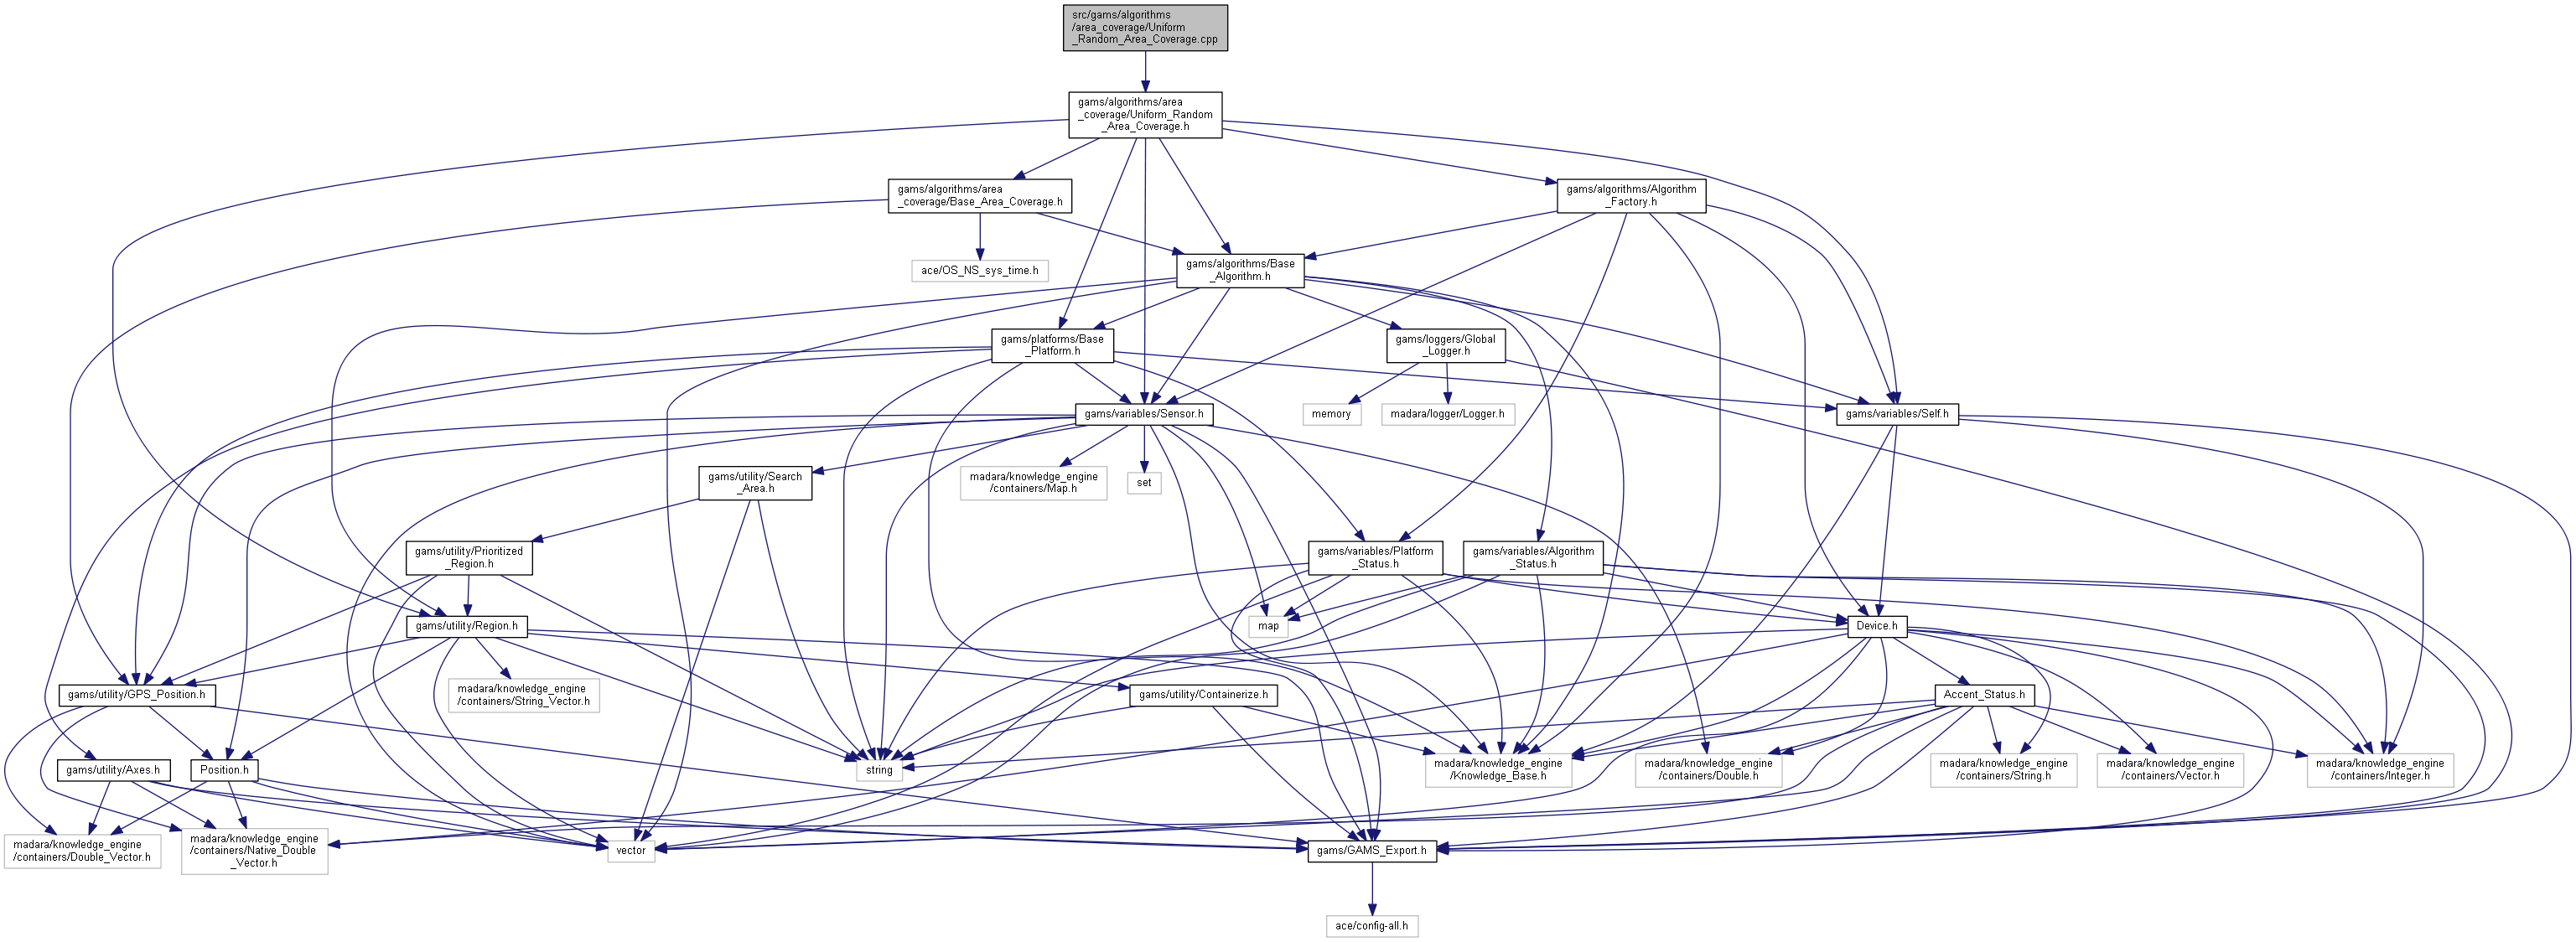 src/gams/algorithms
/area_coverage/Uniform
_Random_Area_Coverage.cpp
gams/algorithms/area
_coverage/Uniform_Random
_Area_Coverage.h
gams/algorithms/area
_coverage/Base_Area_Coverage.h
gams/algorithms/Algorithm
_Factory.h
ace/OS_NS_sys_time.h
gams/algorithms/Base
_Algorithm.h
gams/platforms/Base
_Platform.h
gams/loggers/Global
_Logger.h
gams/variables/Sensor.h
memory
madara/logger/Logger.h
gams/variables/Self.h
gams/utility/Search
_Area.h
madara/knowledge_engine
/containers/Map.h
set
gams/utility/Prioritized
_Region.h
gams/variables/Platform
_Status.h
gams/variables/Algorithm
_Status.h
gams/utility/Region.h
map
Device.h
gams/utility/GPS_Position.h
madara/knowledge_engine
/containers/String_Vector.h
gams/utility/Containerize.h
Accent_Status.h
gams/utility/Axes.h
Position.h
string
madara/knowledge_engine
/Knowledge_Base.h
madara/knowledge_engine
/containers/Double.h
madara/knowledge_engine
/containers/String.h
madara/knowledge_engine
/containers/Vector.h
madara/knowledge_engine
/containers/Integer.h
madara/knowledge_engine
/containers/Double_Vector.h
madara/knowledge_engine
/containers/Native_Double
_Vector.h
vector
gams/GAMS_Export.h
ace/config-all.h